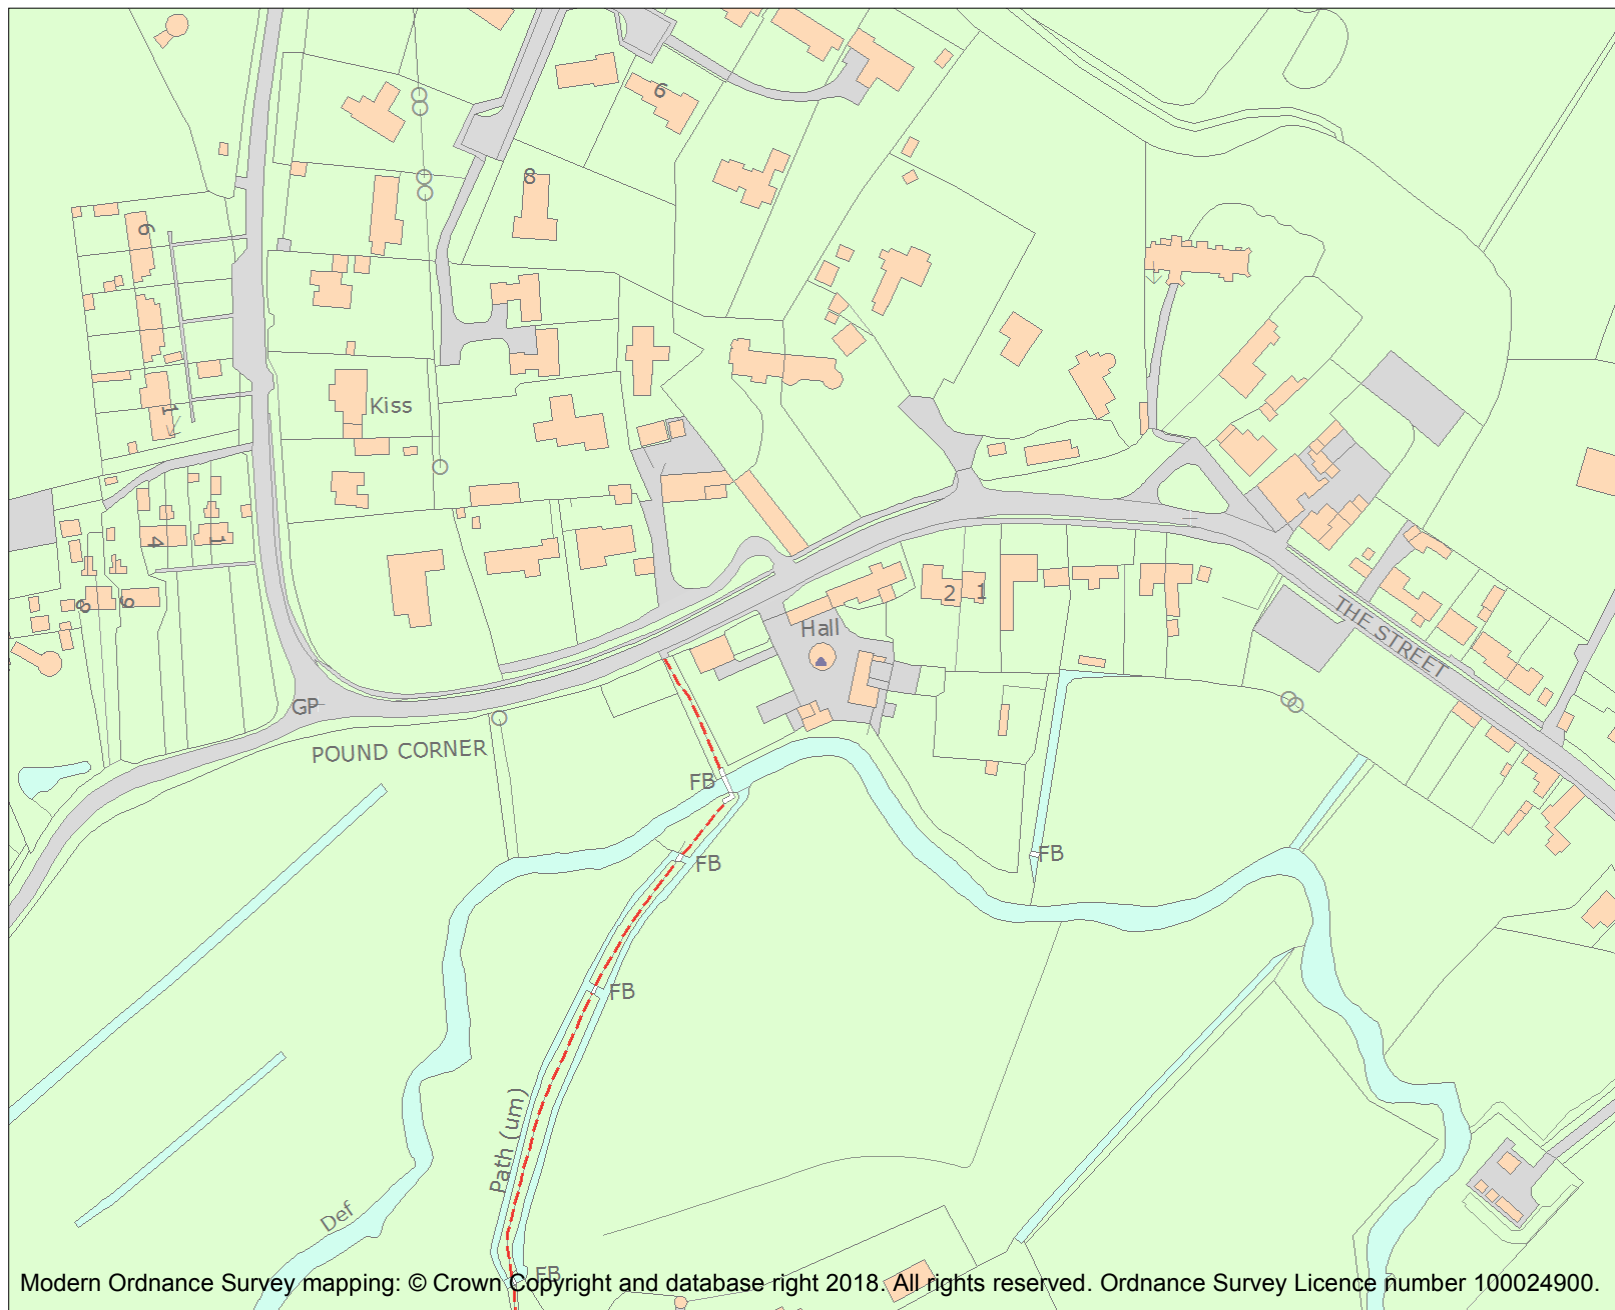 6
8
6
Kiss
1
4
1
8
6
2
1
Hall
THE STREET
GP
POUND CORNER
FB
FB
FB
FB
Path (um)
Def
FB
Modern Ordnance Survey mapping: © Crown Copyright and database right 2018. All rights reserved. Ordnance Survey Licence number 100024900.